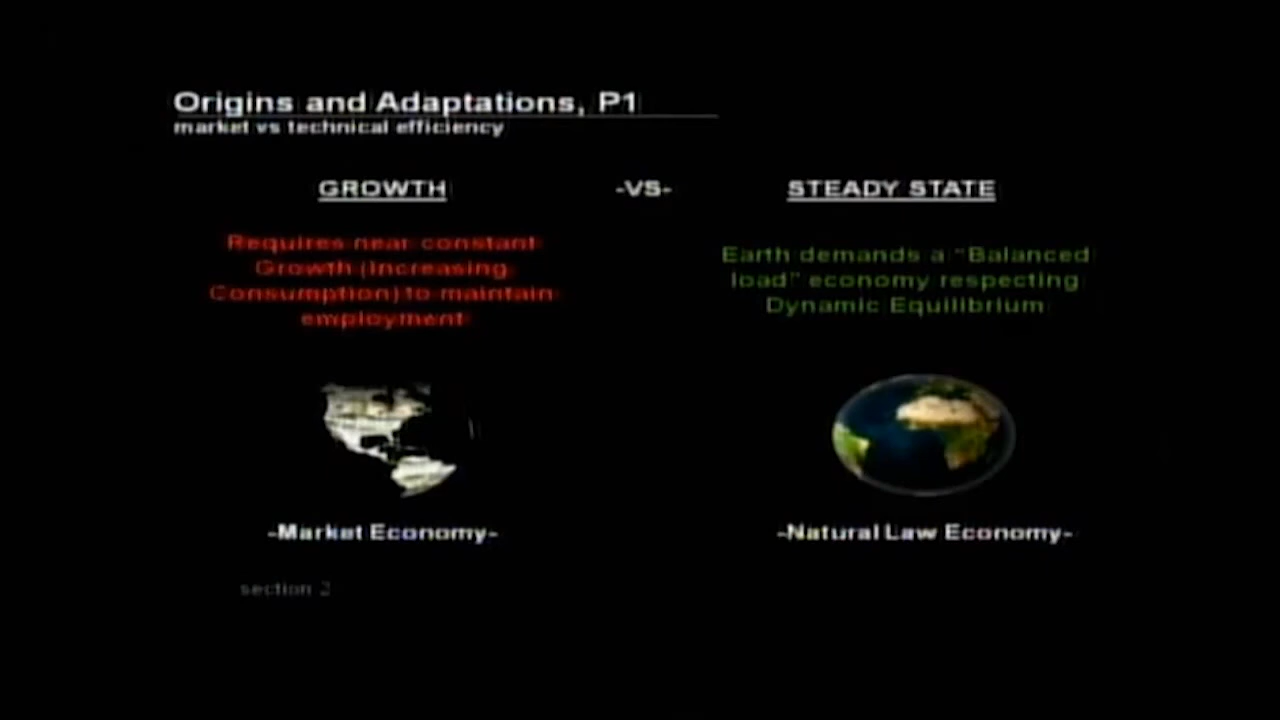 Origins and Adaptations, P1
market vs technical efficiency
GROWTH -VS- STEADY STATE
Requires near constant
Growth (Increasing
Consumption) to maintain
employment
Earth demands a "Balanced
load" economy respecting
Dynamic Equilibrium
-Market Economy-
-Natural Law Economy-
section 2